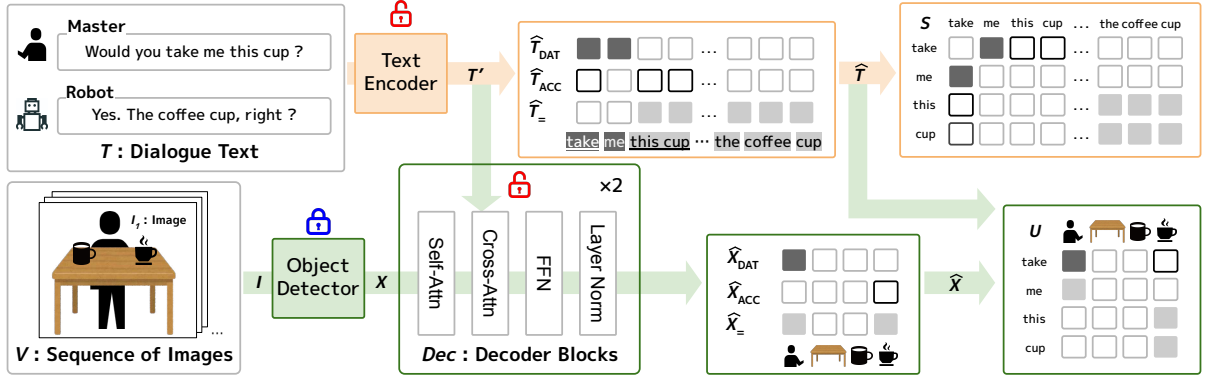 Master
Would you take me this cup ?
Robot
Yes. The coffee cup, right ?
T : Dialogue Text
Text
Encoder
T′
T̂DAT
T̂ACC
T̂=
...
...
...
take me this cup ... the coffee cup
T̂
S take me this cup ... the coffee cup
take ...
me ...
this ...
cup ...
I1 : Image
...
V : Sequence of Images
I
Object
Detector
X
×2
Self-Attn
Cross-Attn
FFN
Layer Norm
Dec : Decoder Blocks
X̂DAT
X̂ACC
X̂=
X̂
U
take
me
this
cup